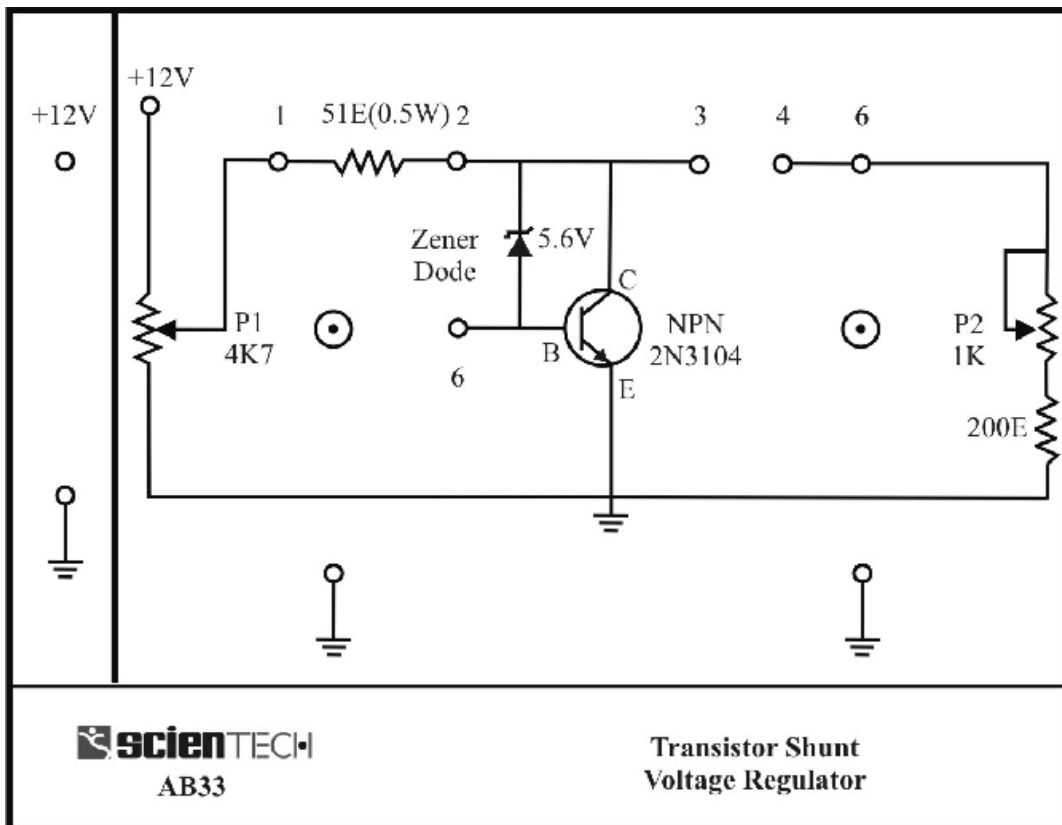 +12V
+12V
1
51E(0.5W)
2
3
4
6
Zener
Dode
5.6V
C
P1
4K7
B
NPN
2N3104
P2
1K
6
E
200E
SCIENTECH
AB33
Transistor Shunt
Voltage Regulator